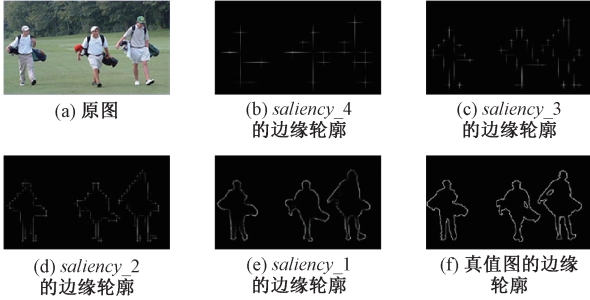 (a) 原图
(b) saliency_4
的边缘轮廓
(c) saliency_3
的边缘轮廓
(d) saliency_2
的边缘轮廓
(e) saliency_1
的边缘轮廓
(f) 真值图的边缘
轮廓